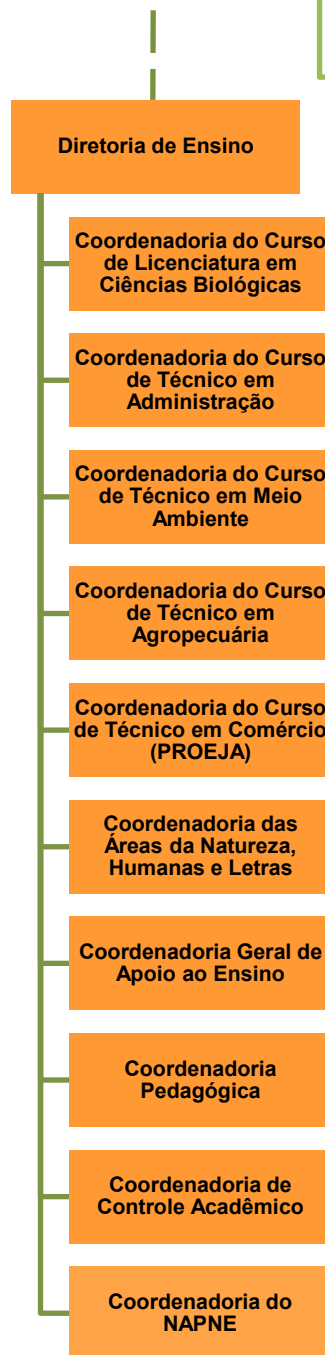 Diretoria de Ensino
Coordenadoria do Curso
de Licenciatura em
Ciências Biológicas
Coordenadoria do Curso
de Técnico em
Administração
Coordenadoria do Curso
de Técnico em Meio
Ambiente
Coordenadoria do Curso
de Técnico em
Agropecuária
Coordenadoria do Curso
de Técnico em Comércio
(PROEJA)
Coordenadoria das
Áreas da Natureza,
Humanas e Letras
Coordenadoria Geral de
Apoio ao Ensino
Coordenadoria
Pedagógica
Coordenadoria de
Controle Acadêmico
Coordenadoria do
NAPNE